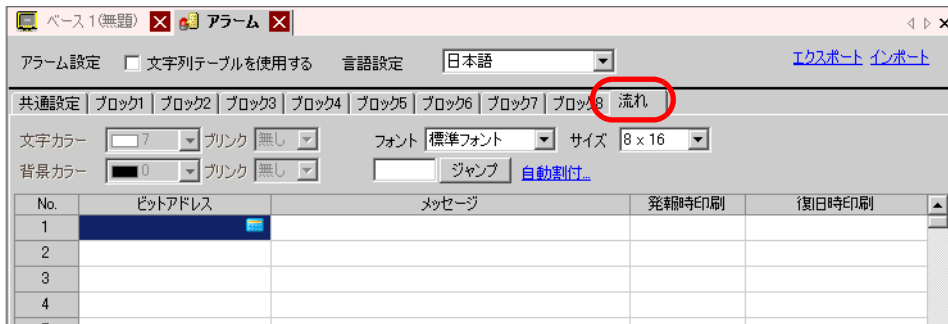 ベース1(無題) アラーム
アラーム設定 文字列テーブルを使用する 言語設定 日本語 エクスポート インポート
共通設定 ブロック1 ブロック2 ブロック3 ブロック4 ブロック5 ブロック6 ブロック7 ブロック8 流れ
文字カラー 7 ブリンク 無し フォント 標準フォント サイズ 8 x 16
背景カラー 0 ブリンク 無し ジャンプ 自動割付...
No. ビットアドレス メッセージ 発報時印刷 復旧時印刷
1
2
3
4